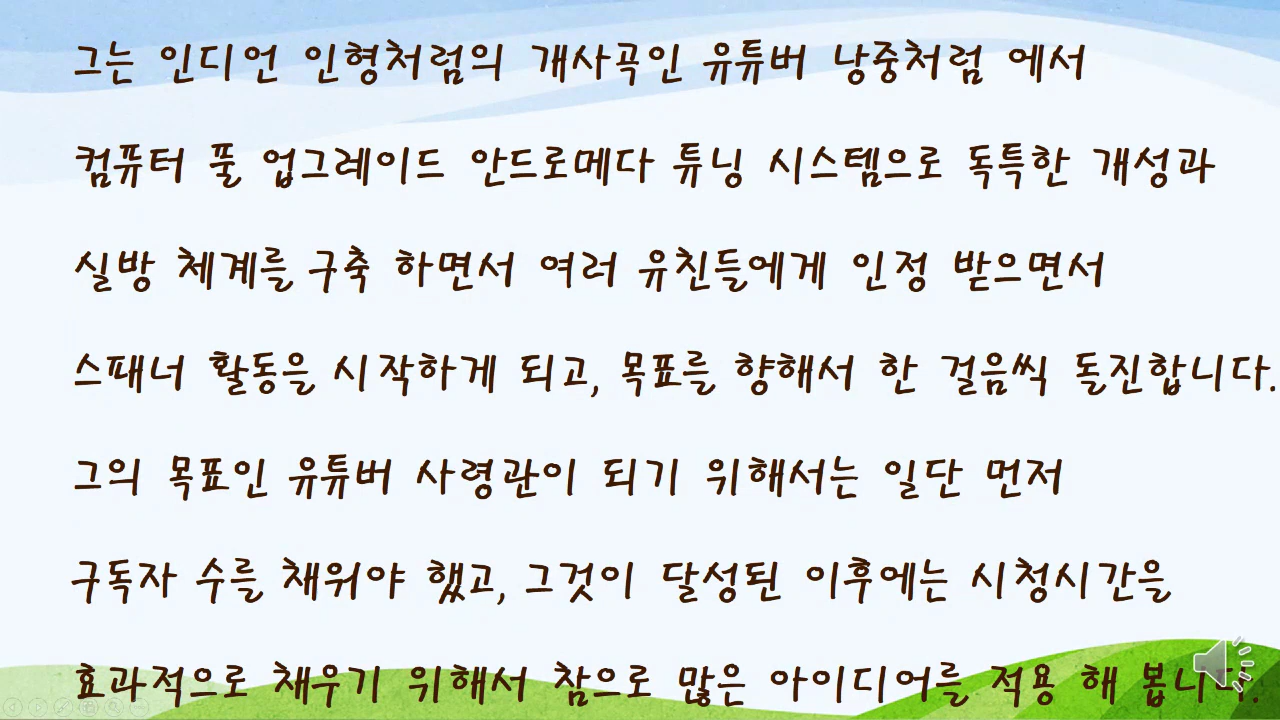 그는 인디언 인형처럼의 개사곡인 유튜버 낭중처럼 에서
컴퓨터 풀 업그레이드 안드로메다 튜닝 시스템으로 독특한 개성과
실방 체계를 구축 하면서 여러 유친들에게 인정 받으면서
스패너 활동을 시작하게 되고, 목표를 향해서 한 걸음씩 돌진합니다.
그의 목표인 유튜버 사령관이 되기 위해서는 일단 먼저
구독자 수를 채워야 했고, 그것이 달성된 이후에는 시청시간을
효과적으로 채우기 위해서 참으로 많은 아이디어를 적용 해 봅니다.